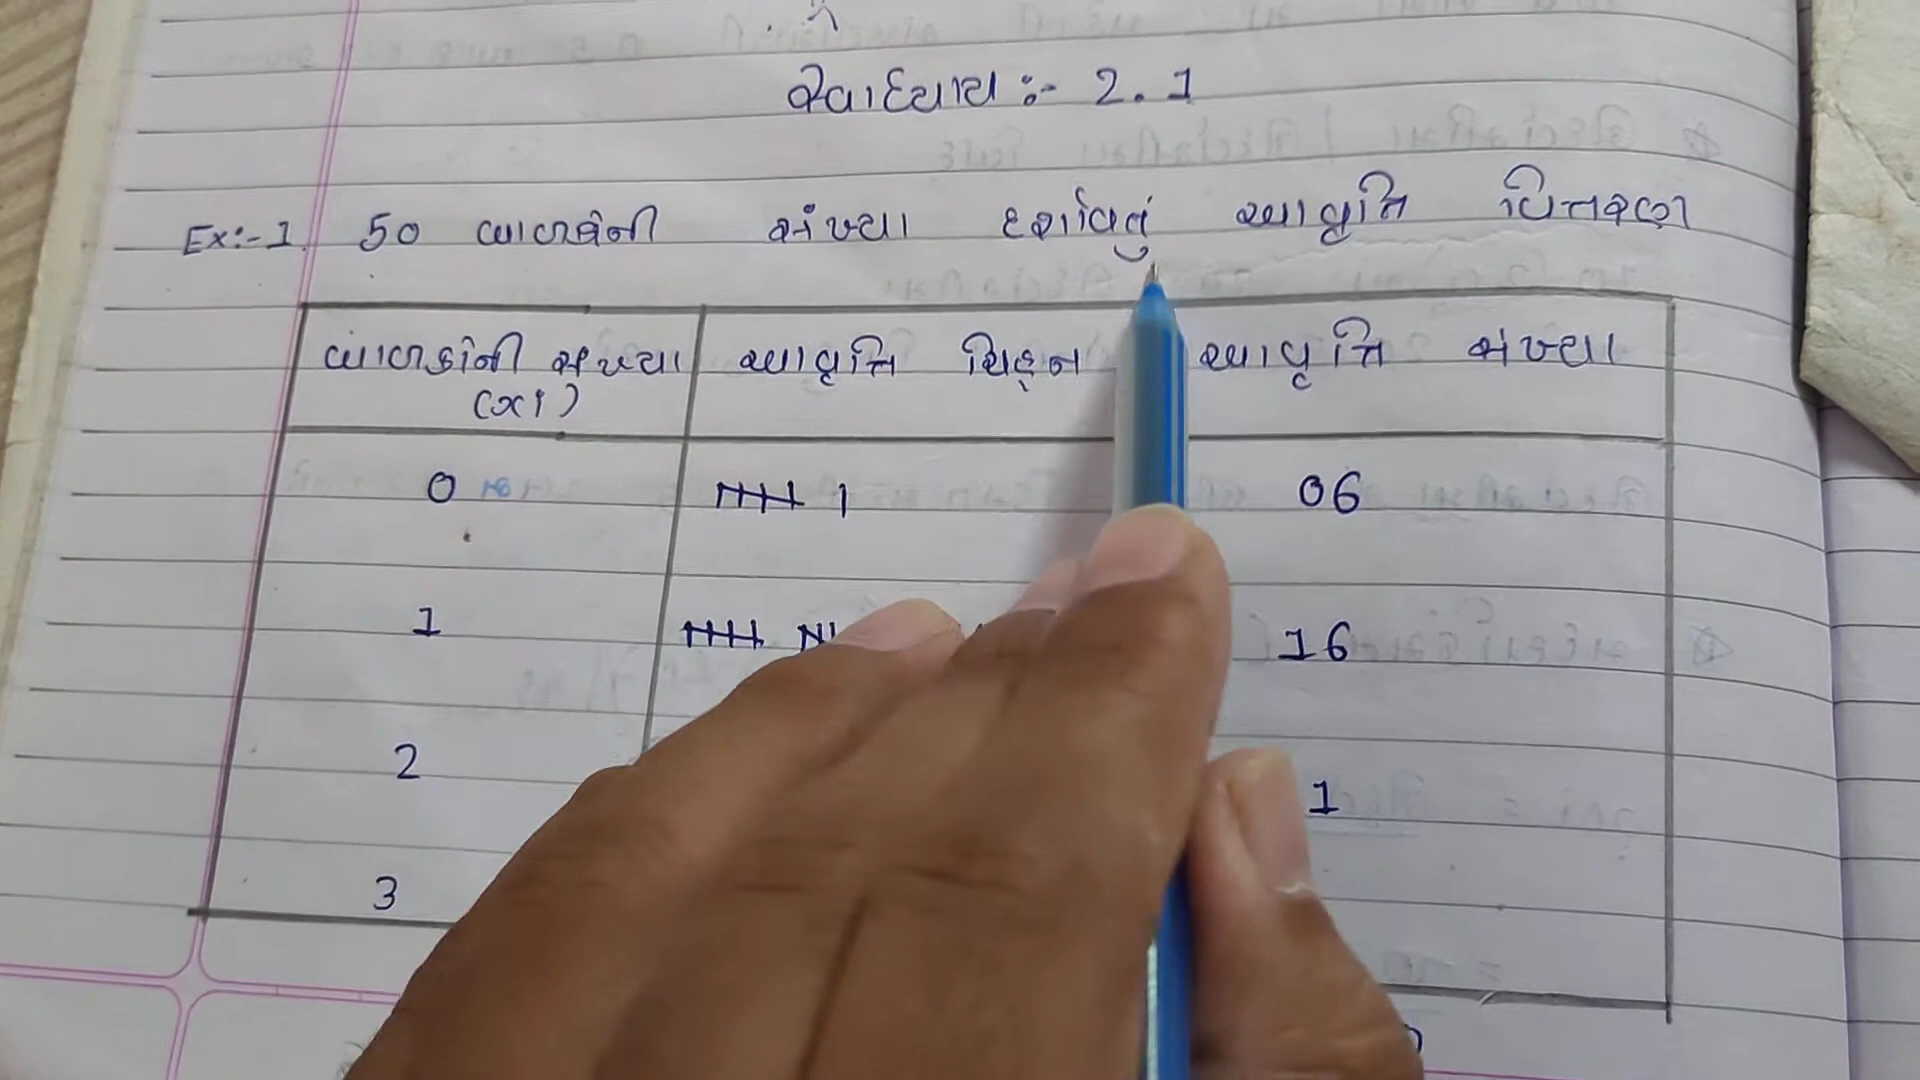 સ્વાધ્યાય :- 2.1
Ex:-1 50 બાળકોની સંખ્યા દર્શાવતું આવૃત્તિ વિતરણ
બાળકોની સંખ્યા (xi) આવૃત્તિ ચિહ્ન આવૃત્તિ સંખ્યા
0 06
1 16
2 1
3